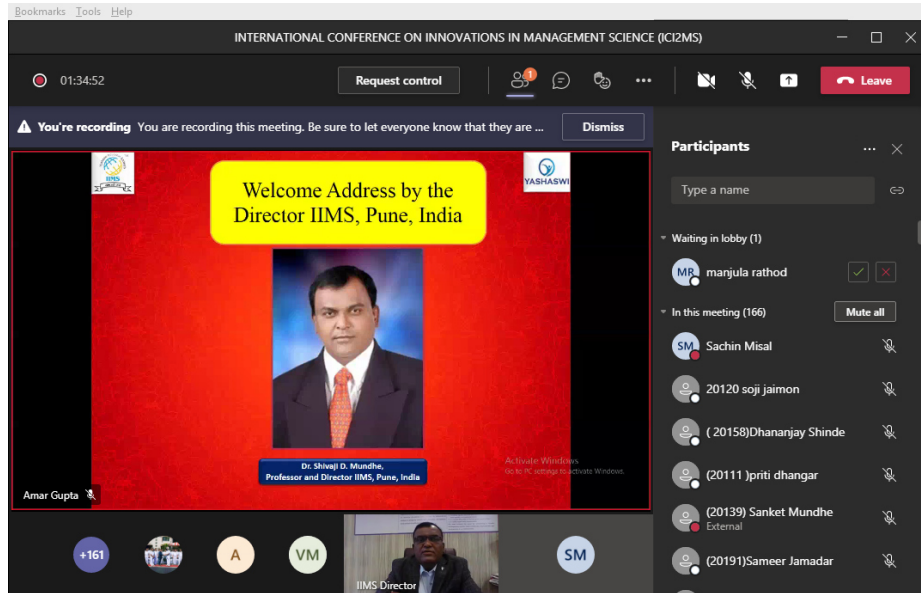 Bookmarks Tools Help
INTERNATIONAL CONFERENCE ON INNOVATIONS IN MANAGEMENT SCIENCE (ICI2MS)
01:34:52
Request control
1
Leave
You're recording You are recording this meeting. Be sure to let everyone know that they are ...
Dismiss
IIMS
YASHASWI
Welcome Address by the
Director IIMS, Pune, India
Dr. Shivaji D. Mundhe,
Professor and Director IIMS, Pune, India
Activate Windows
Go to PC settings to activate Windows.
Amar Gupta
+161
A
VM
IIMS Director
SM
Participants
Type a name
Waiting in lobby (1)
MR manjula rathod
In this meeting (166)
Mute all
SM Sachin Misal
20120 soji jaimon
( 20158)Dhananjay Shinde
(20111 )priti dhangar
(20139) Sanket Mundhe
External
(20191)Sameer Jamadar